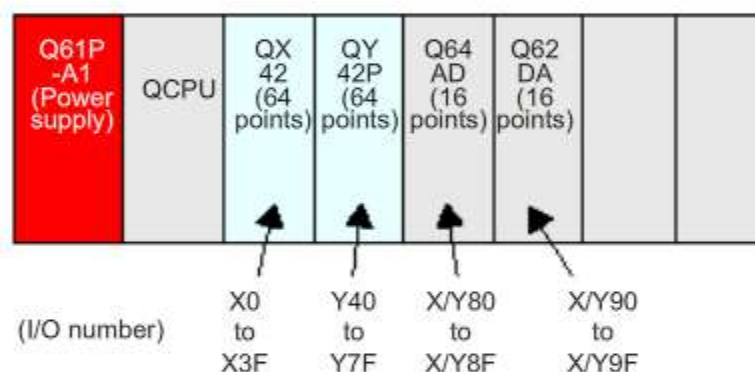 Q61P
-A1
(Power
supply)
QCPU
QX
42
(64
points)
QY
42P
(64
points)
Q64
AD
(16
points)
Q62
DA
(16
points)
(I/O number)
X0
to
X3F
Y40
to
Y7F
X/Y80
to
X/Y8F
X/Y90
to
X/Y9F